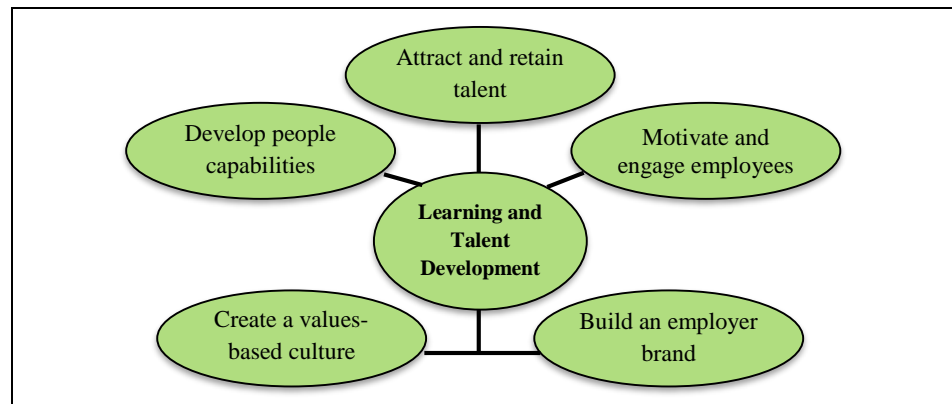 Attract and retain
talent
Develop people
capabilities
Motivate and
engage employees
Learning and
Talent
Development
Create a values-
based culture
Build an employer
brand